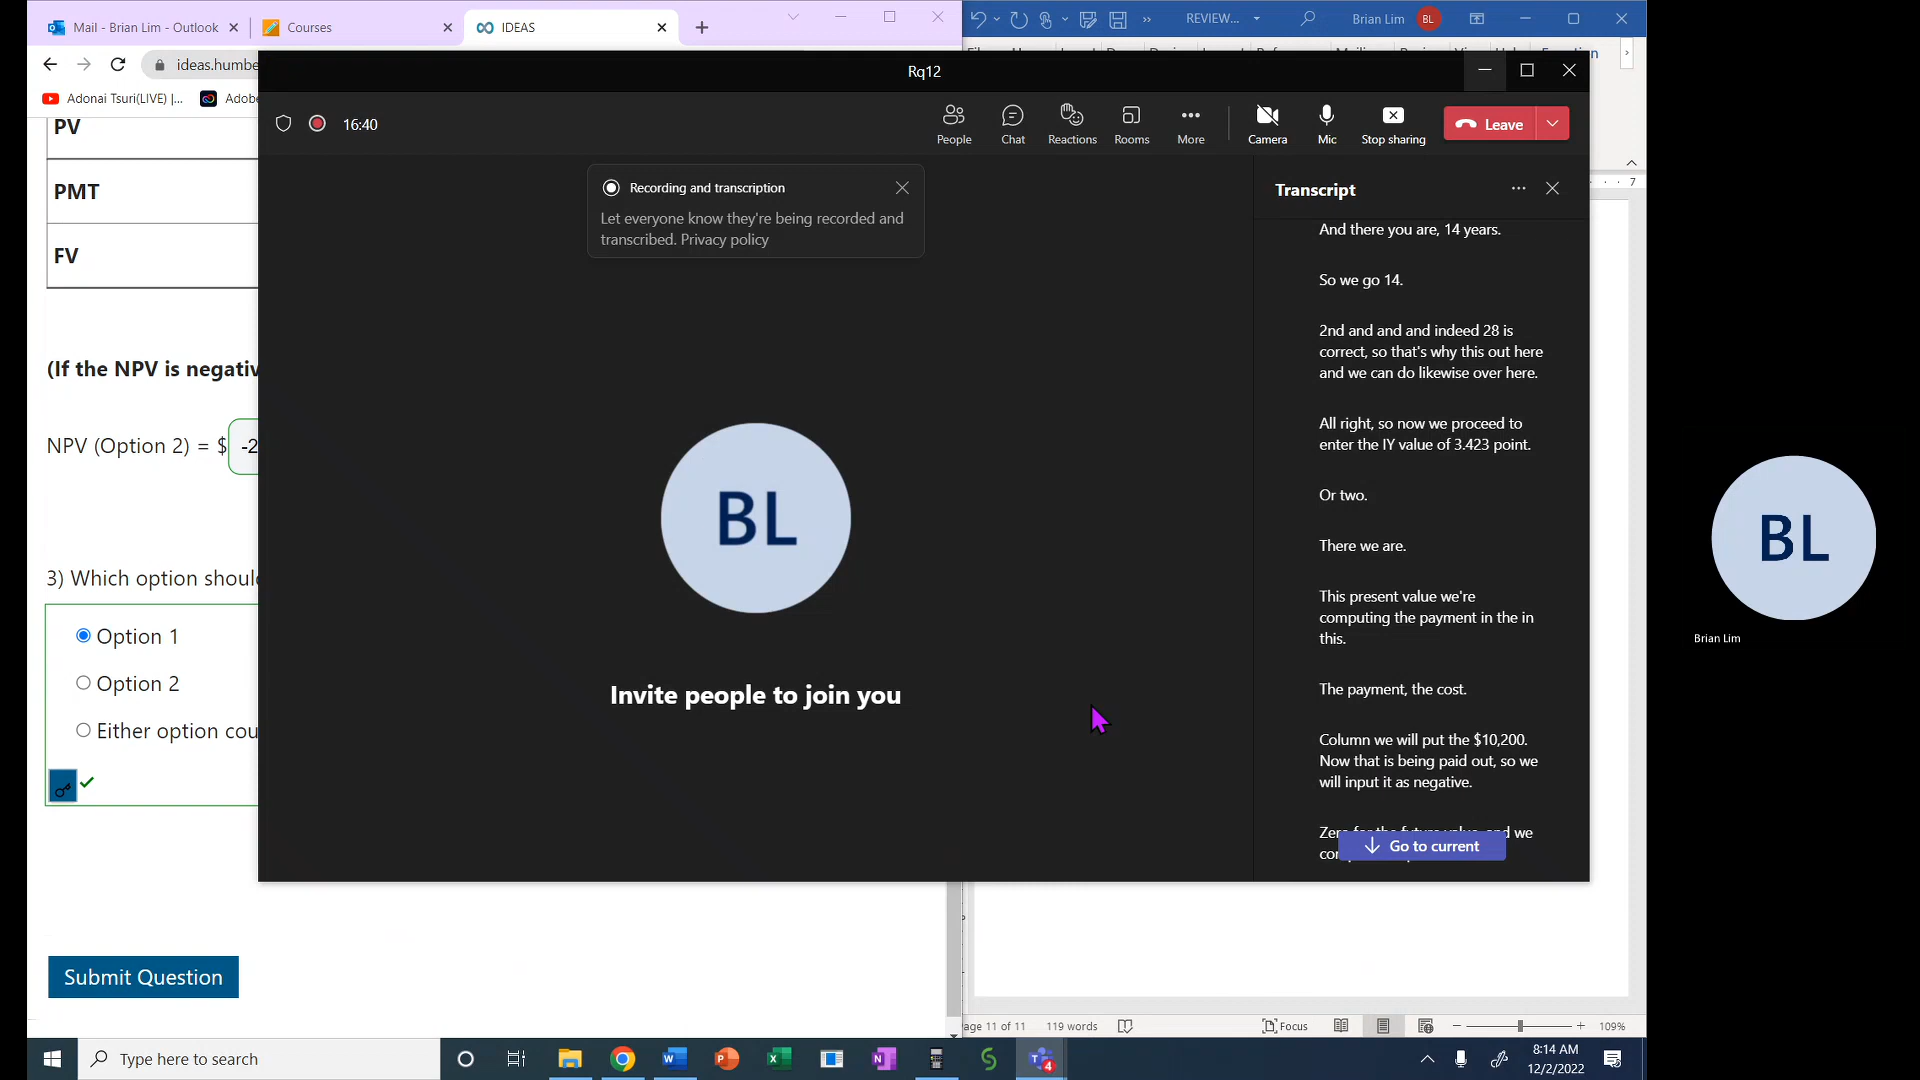 Mail - Brian Lim - Outlook
Courses
IDEAS
REVIEW...
Brian Lim
BL
ideas.humbe
Adonai Tsuri(LIVE) |...
Adobe
PV
PMT
FV
(If the NPV is negativ
NPV (Option 2) = $
-2
3) Which option shoul
Option 1
Option 2
Either option cou
Submit Question
Rq12
16:40
People
Chat
Reactions
Rooms
More
Camera
Mic
Stop sharing
Leave
Recording and transcription
Let everyone know they're being recorded and
transcribed. Privacy policy
BL
Invite people to join you
Transcript
And there you are, 14 years.
So we go 14.
2nd and and and indeed 28 is
correct, so that's why this out here
and we can do likewise over here.
All right, so now we proceed to
enter the IY value of 3.423 point.
Or two.
There we are.
This present value we're
computing the payment in the in
this.
The payment, the cost.
Column we will put the $10,200.
Now that is being paid out, so we
will input it as negative.
Go to current
7
BL
Brian Lim
age 11 of 11
119 words
Focus
109%
Type here to search
4
8:14 AM
12/2/2022